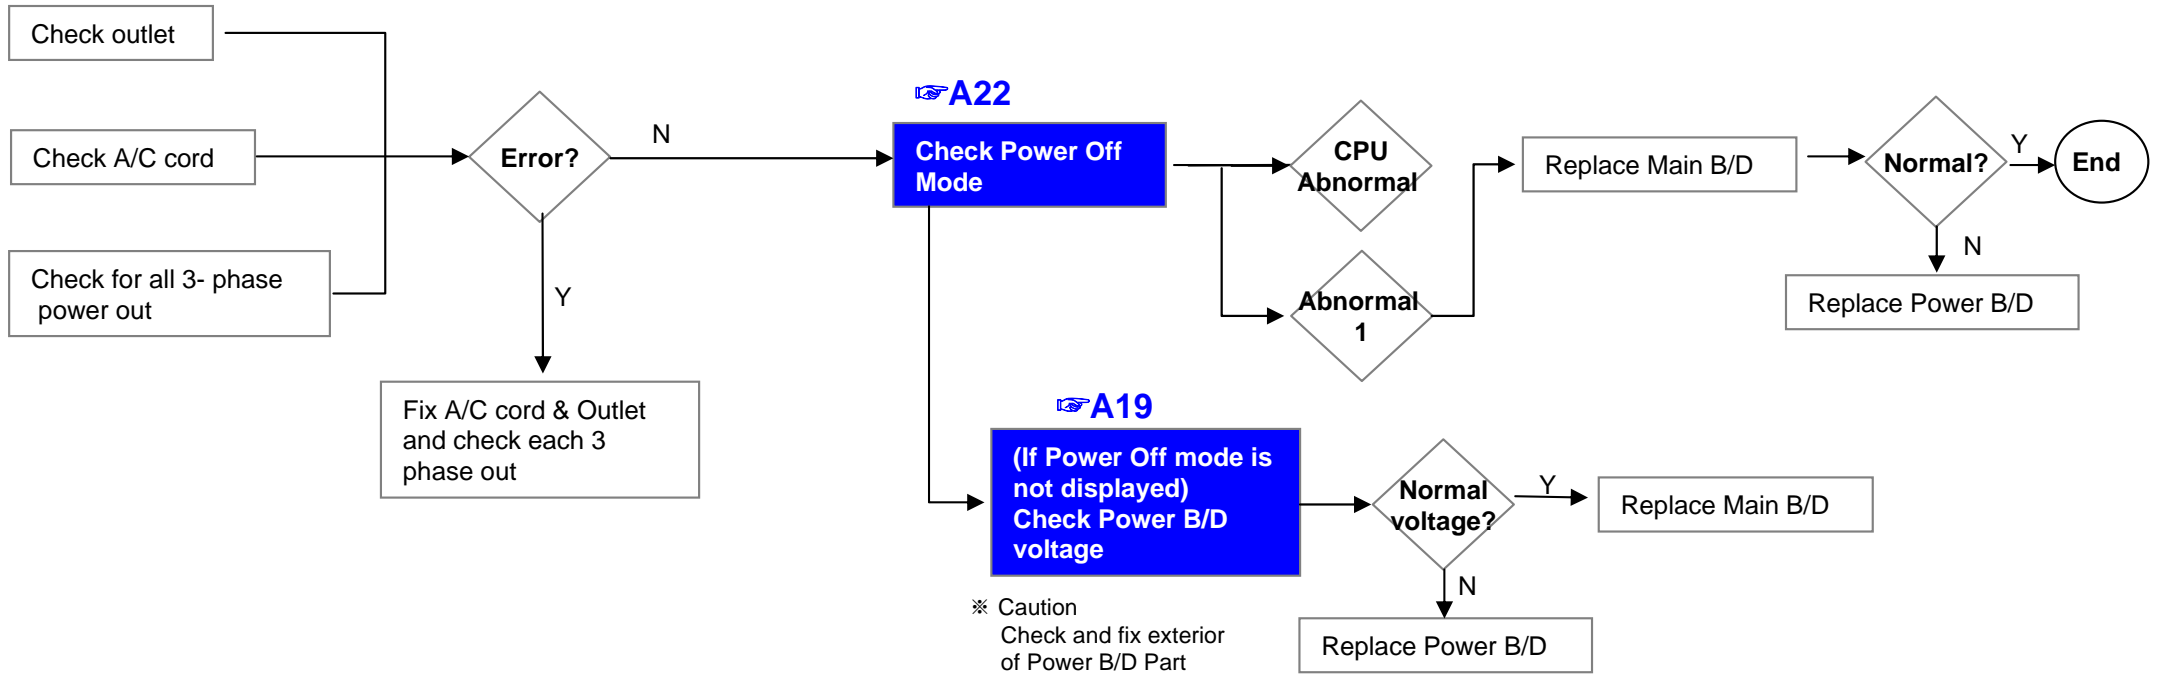 Check outlet
Check A/C cord
Check for all 3- phase
power out
Error?
N
Y
Fix A/C cord & Outlet
and check each 3
phase out
☞A22
Check Power Off
Mode
CPU
Abnormal
Abnormal
1
Replace Main B/D
Normal?
Y
End
N
Replace Power B/D
☞A19
(If Power Off mode is
not displayed)
Check Power B/D
voltage
※ Caution
Check and fix exterior
of Power B/D Part
Normal
voltage?
Y
Replace Main B/D
N
Replace Power B/D